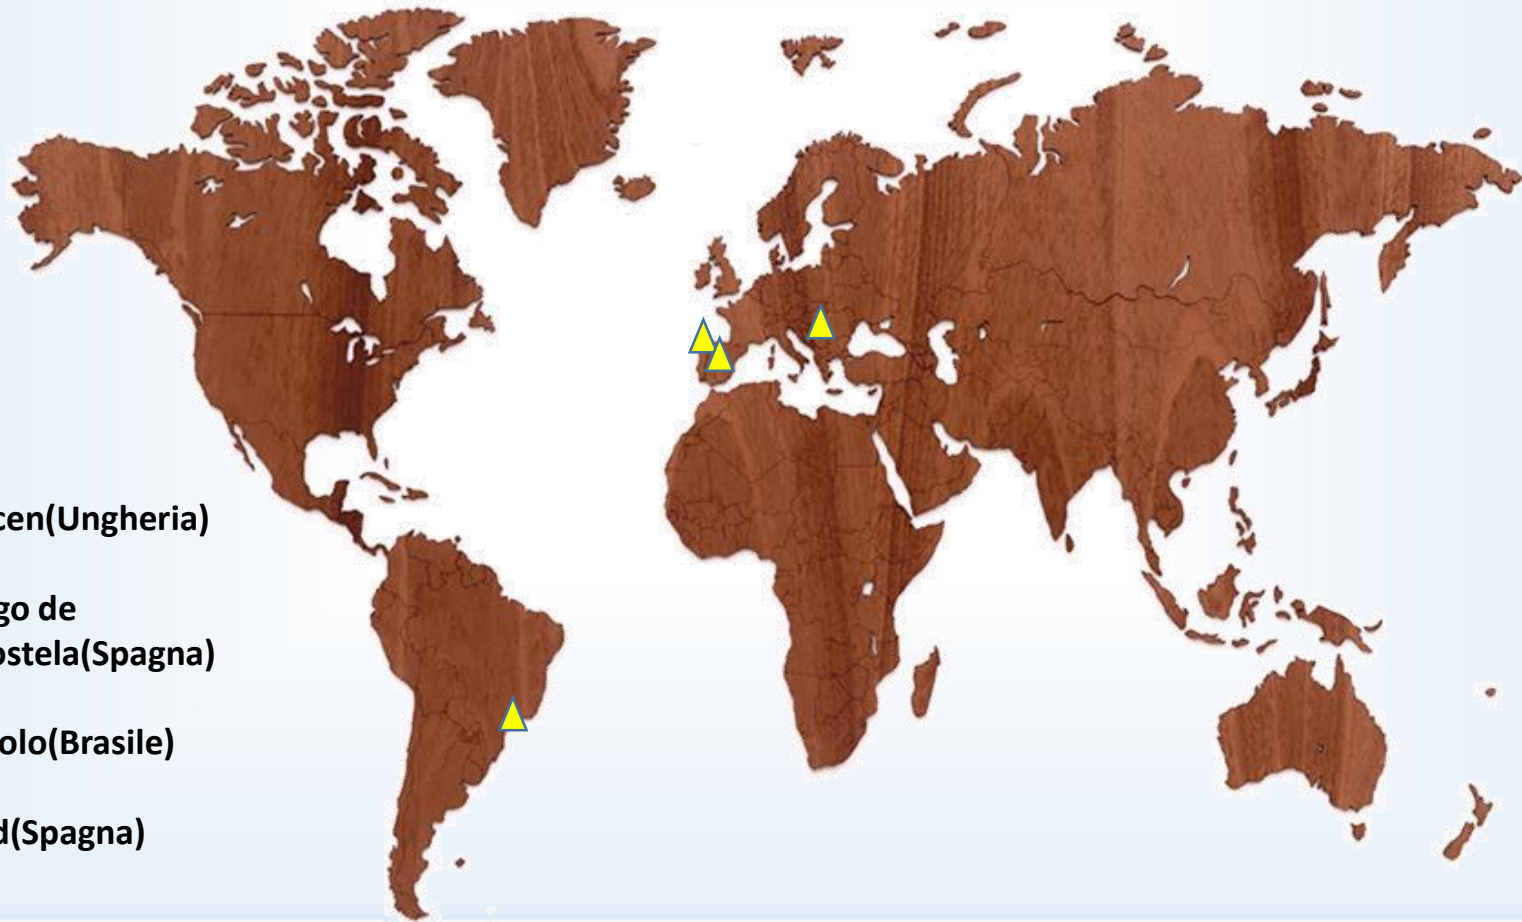 cen(Ungheria)
go de
ostela(Spagna)
olo(Brasile)
d(Spagna)